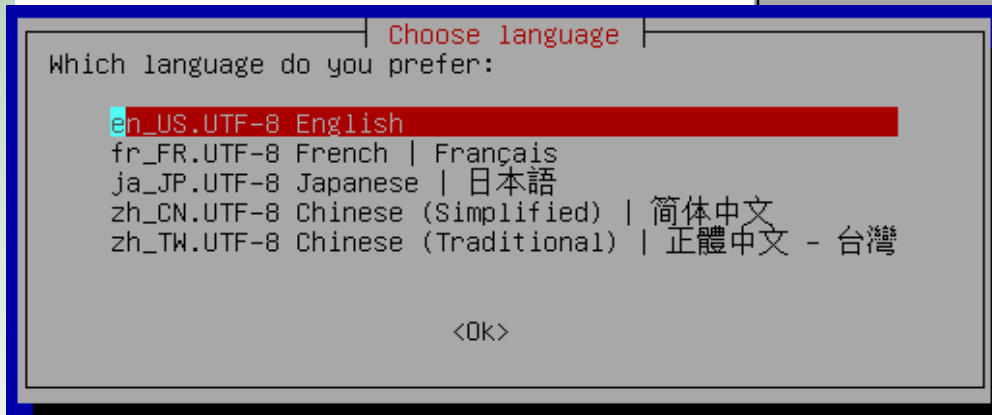 Choose language
Which language do you prefer:
en_US.UTF-8 English
fr_FR.UTF-8 French | Français
ja_JP.UTF-8 Japanese | 日本語
zh_CN.UTF-8 Chinese (Simplified) | 简体中文
zh_TW.UTF-8 Chinese (Traditional) | 正體中文 - 台灣
<Ok>